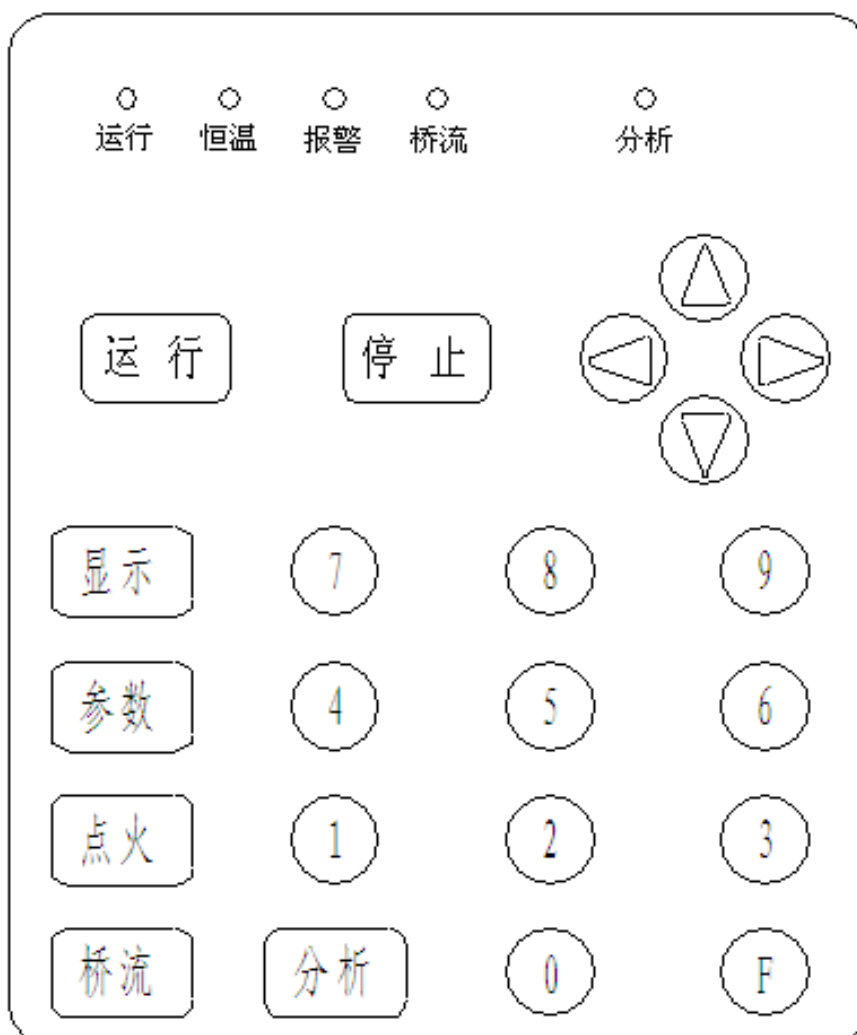 运行 恒温 报警 桥流 分析
运行 停止
显示 7 8 9
参数 4 5 6
点火 1 2 3
桥流 分析 0 F